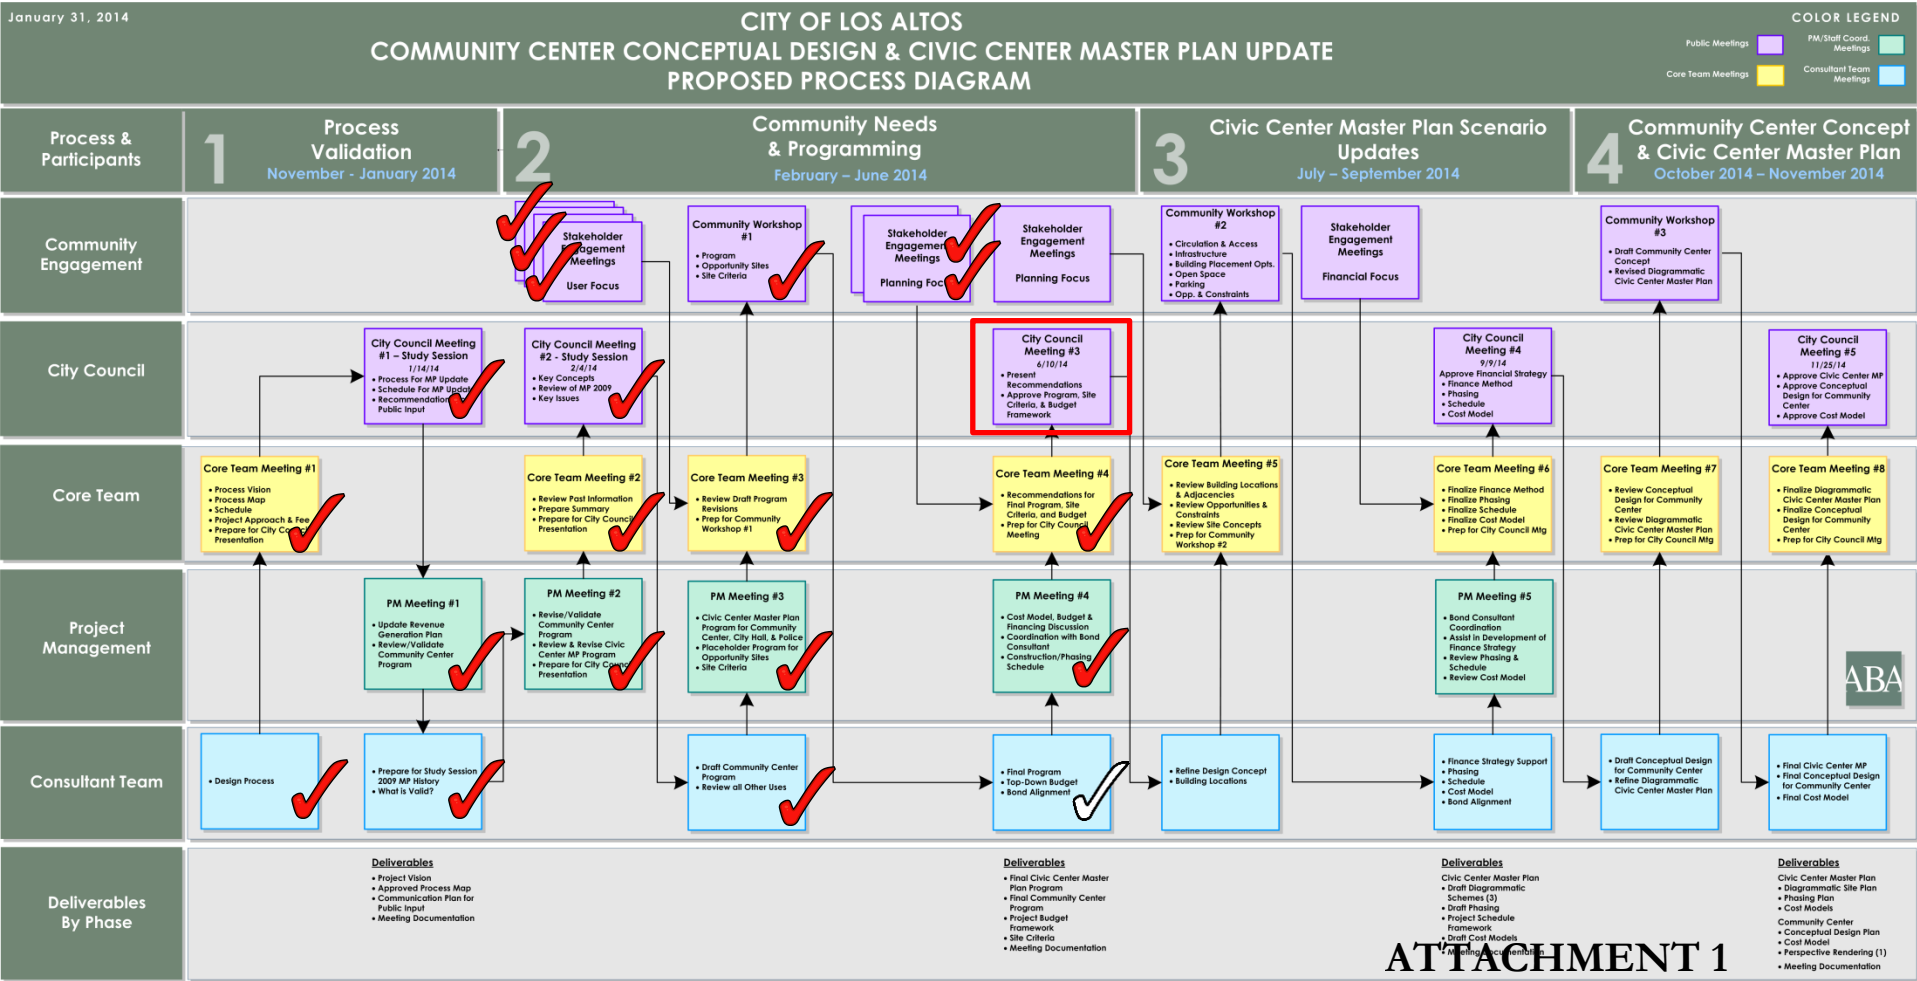 January 31, 2014
CITY OF LOS ALTOS
COMMUNITY CENTER CONCEPTUAL DESIGN & CIVIC CENTER MASTER PLAN UPDATE
PROPOSED PROCESS DIAGRAM
COLOR LEGEND
Public Meetings
PM/Staff Coord.
Meetings
Core Team Meetings
Consultant Team
Meetings
Process &
Participants
1
Process
Validation
November - January 2014
2
Community Needs
& Programming
February – June 2014
3
Civic Center Master Plan Scenario
Updates
July – September 2014
4
Community Center Concept
& Civic Center Master Plan
October 2014 – November 2014
Community
Engagement
Stakeholder
Engagement
Meetings
User Focus
Community Workshop
#1
• Program
• Opportunity Sites
• Site Criteria
Stakeholder
Engagement
Meetings
Planning Focus
Stakeholder
Engagement
Meetings
Planning Focus
Community Workshop
#2
• Circulation & Access
• Infrastructure
• Building Placement Opts.
• Open Space
• Parking
• Opp. & Constraints
Stakeholder
Engagement
Meetings
Financial Focus
Community Workshop
#3
• Draft Community Center
Concept
• Revised Diagrammatic
Civic Center Master Plan
City Council
City Council Meeting
#1 – Study Session
1/14/14
• Process For MP Update
• Schedule For MP Update
• Recommendation
Public Input
City Council Meeting
#2 - Study Session
2/4/14
• Key Concepts
• Review of MP 2009
• Key Issues
City Council
Meeting #3
6/10/14
• Present
Recommendations
• Approve Program, Site
Criteria, & Budget
Framework
City Council
Meeting #4
9/9/14
Approve Financial Strategy
• Finance Method
• Phasing
• Schedule
• Cost Model
City Council
Meeting #5
11/25/14
• Approve Civic Center MP
• Approve Conceptual
Design for Community
Center
• Approve Cost Model
Core Team
Core Team Meeting #1
• Process Vision
• Process Map
• Schedule
• Project Approach & Fee
• Prepare for City Council
Presentation
Core Team Meeting #2
• Review Past Information
• Prepare Summary
• Prepare for City Council
Presentation
Core Team Meeting #3
• Review Draft Program
Revisions
• Prep for Community
Workshop #1
Core Team Meeting #4
• Recommendations for
Final Program, Site
Criteria, and Budget
• Prep for City Council
Meeting
Core Team Meeting #5
• Review Building Locations
& Adjacencies
• Review Opportunities &
Constraints
• Review Site Concepts
• Prep for Community
Workshop #2
Core Team Meeting #6
• Finalize Finance Method
• Finalize Phasing
• Finalize Schedule
• Finalize Cost Model
• Prep for City Council Mtg
Core Team Meeting #7
• Review Conceptual
Design for Community
Center
• Review Diagrammatic
Civic Center Master Plan
• Prep for City Council Mtg
Core Team Meeting #8
• Finalize Diagrammatic
Civic Center Master Plan
• Finalize Conceptual
Design for Community
Center
• Prep for City Council Mtg
Project
Management
PM Meeting #1
• Update Revenue
Generation Plan
• Review/Validate
Community Center
Program
PM Meeting #2
• Revise/Validate
Community Center
Program
• Review & Revise Civic
Center MP Program
• Prepare for City Council
Presentation
PM Meeting #3
• Civic Center Master Plan
Program for Community
Center, City Hall, & Police
• Placeholder Program for
Opportunity Sites
• Site Criteria
PM Meeting #4
• Cost Model, Budget &
Financing Discussion
• Coordination with Bond
Consultant
• Construction/Phasing
Schedule
PM Meeting #5
• Bond Consultant
Coordination
• Assist in Development of
Finance Strategy
• Review Phasing &
Schedule
• Review Cost Model
ABA
Consultant Team
• Design Process
• Prepare for Study Session
2009 MP History
• What is Valid?
• Draft Community Center
Program
• Review all Other Uses
• Final Program
• Top-Down Budget
• Bond Alignment
• Refine Design Concept
• Building Locations
• Finance Strategy Support
• Phasing
• Schedule
• Cost Model
• Bond Alignment
• Draft Conceptual Design
for Community Center
• Refine Diagrammatic
Civic Center Master Plan
• Final Civic Center MP
• Final Conceptual Design
for Community Center
• Final Cost Model
Deliverables
By Phase
Deliverables
• Project Vision
• Approved Process Map
• Communication Plan for
Public Input
• Meeting Documentation
Deliverables
• Final Civic Center Master
Plan Program
• Final Community Center
Program
• Project Budget
Framework
• Site Criteria
• Meeting Documentation
Deliverables
Civic Center Master Plan
• Draft Diagrammatic
Schemes (3)
• Draft Phasing
• Project Schedule
Framework
• Draft Cost Models
• Meeting Documentation
Deliverables
Civic Center Master Plan
• Diagrammatic Site Plan
• Phasing Plan
• Cost Models
Community Center
• Conceptual Design Plan
• Cost Model
• Perspective Rendering (1)
• Meeting Documentation
ATTACHMENT 1